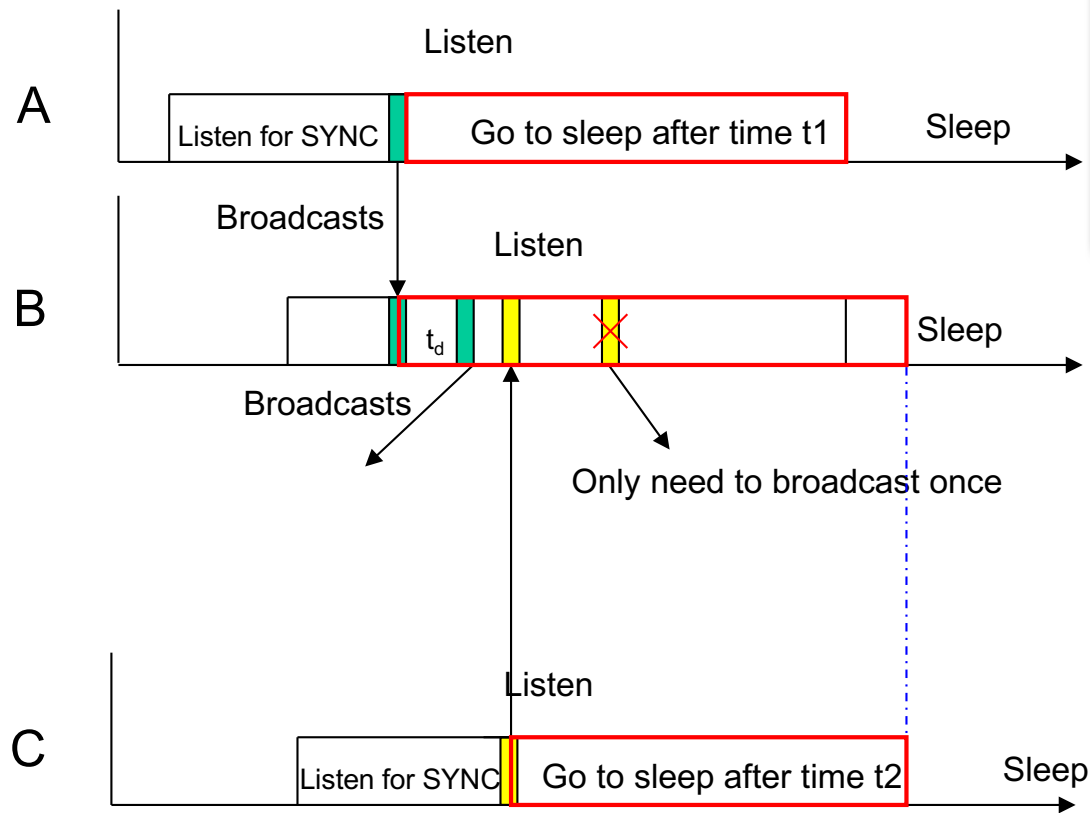 Listen
A
Listen for SYNC
Go to sleep after time t1
Sleep
Broadcasts
Listen
B
td
Sleep
Broadcasts
Only need to broadcast once
Listen
C
Listen for SYNC
Go to sleep after time t2
Sleep